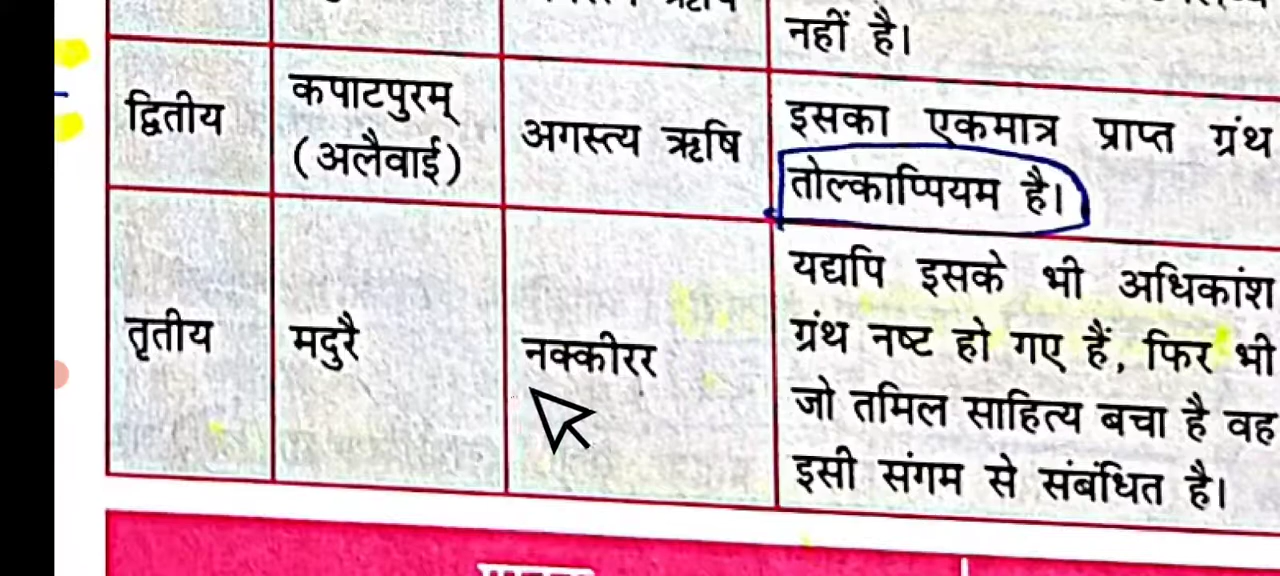 नहीं है।
द्वितीय
कपाटपुरम्
(अलैवाई)
अगस्त्य ऋषि
इसका एकमात्र प्राप्त ग्रंथ
तोल्काप्पियम है।
तृतीय
मदुरै
नक्कीरर
यद्यपि इसके भी अधिकांश
ग्रंथ नष्ट हो गए हैं, फिर भी
जो तमिल साहित्य बचा है वह
इसी संगम से संबंधित है।